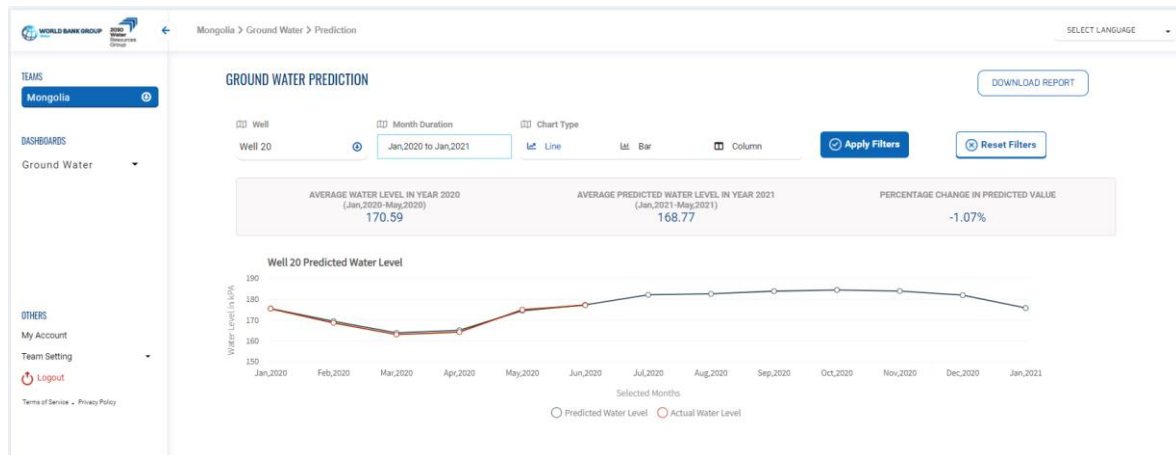 WORLD BANK GROUP
2030
Water
Resources
Group
Mongolia > Ground Water > Prediction
SELECT LANGUAGE
TEAMS
Mongolia
DASHBOARDS
Ground Water
OTHERS
My Account
Team Setting
Logout
Terms of Service . Privacy Policy
GROUND WATER PREDICTION
DOWNLOAD REPORT
Well
Month Duration
Chart Type
Well 20
Jan,2020 to Jan,2021
Line
Bar
Column
Apply Filters
Reset Filters
AVERAGE WATER LEVEL IN YEAR 2020
(Jan,2020-May,2020)
170.59
AVERAGE PREDICTED WATER LEVEL IN YEAR 2021
(Jan,2021-May,2021)
168.77
PERCENTAGE CHANGE IN PREDICTED VALUE
-1.07%
Well 20 Predicted Water Level
Water Level in kPA
190
180
170
160
150
Jan,2020 Feb,2020 Mar,2020 Apr,2020 May,2020 Jun,2020 Jul,2020 Aug,2020 Sep,2020 Oct,2020 Nov,2020 Dec,2020 Jan,2021
Selected Months
Predicted Water Level Actual Water Level